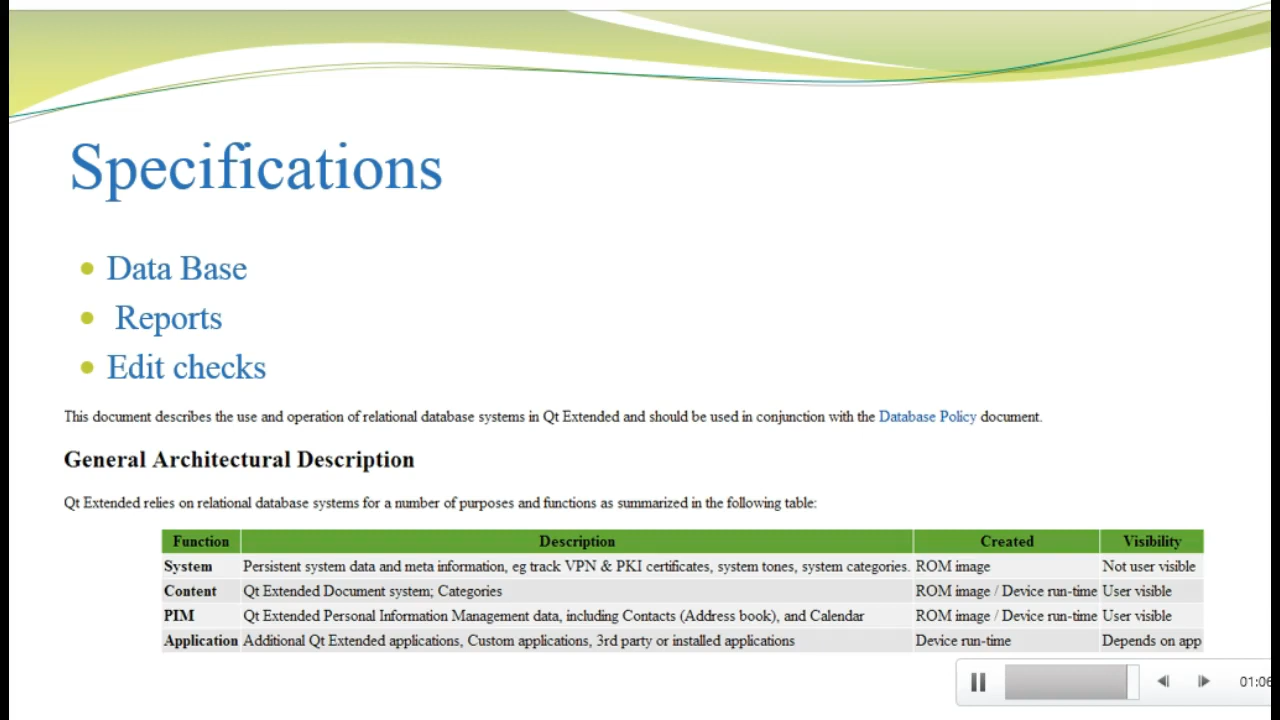 Specifications
Data Base
Reports
Edit checks
This document describes the use and operation of relational database systems in Qt Extended and should be used in conjunction with the Database Policy document.
General Architectural Description
Qt Extended relies on relational database systems for a number of purposes and functions as summarized in the following table:
Function Description Created Visibility
System Persistent system data and meta information, eg track VPN & PKI certificates, system tones, system categories. ROM image Not user visible
Content Qt Extended Document system; Categories ROM image / Device run-time User visible
PIM Qt Extended Personal Information Management data, including Contacts (Address book), and Calendar ROM image / Device run-time User visible
Application Additional Qt Extended applications, Custom applications, 3rd party or installed applications Device run-time Depends on app
01:06